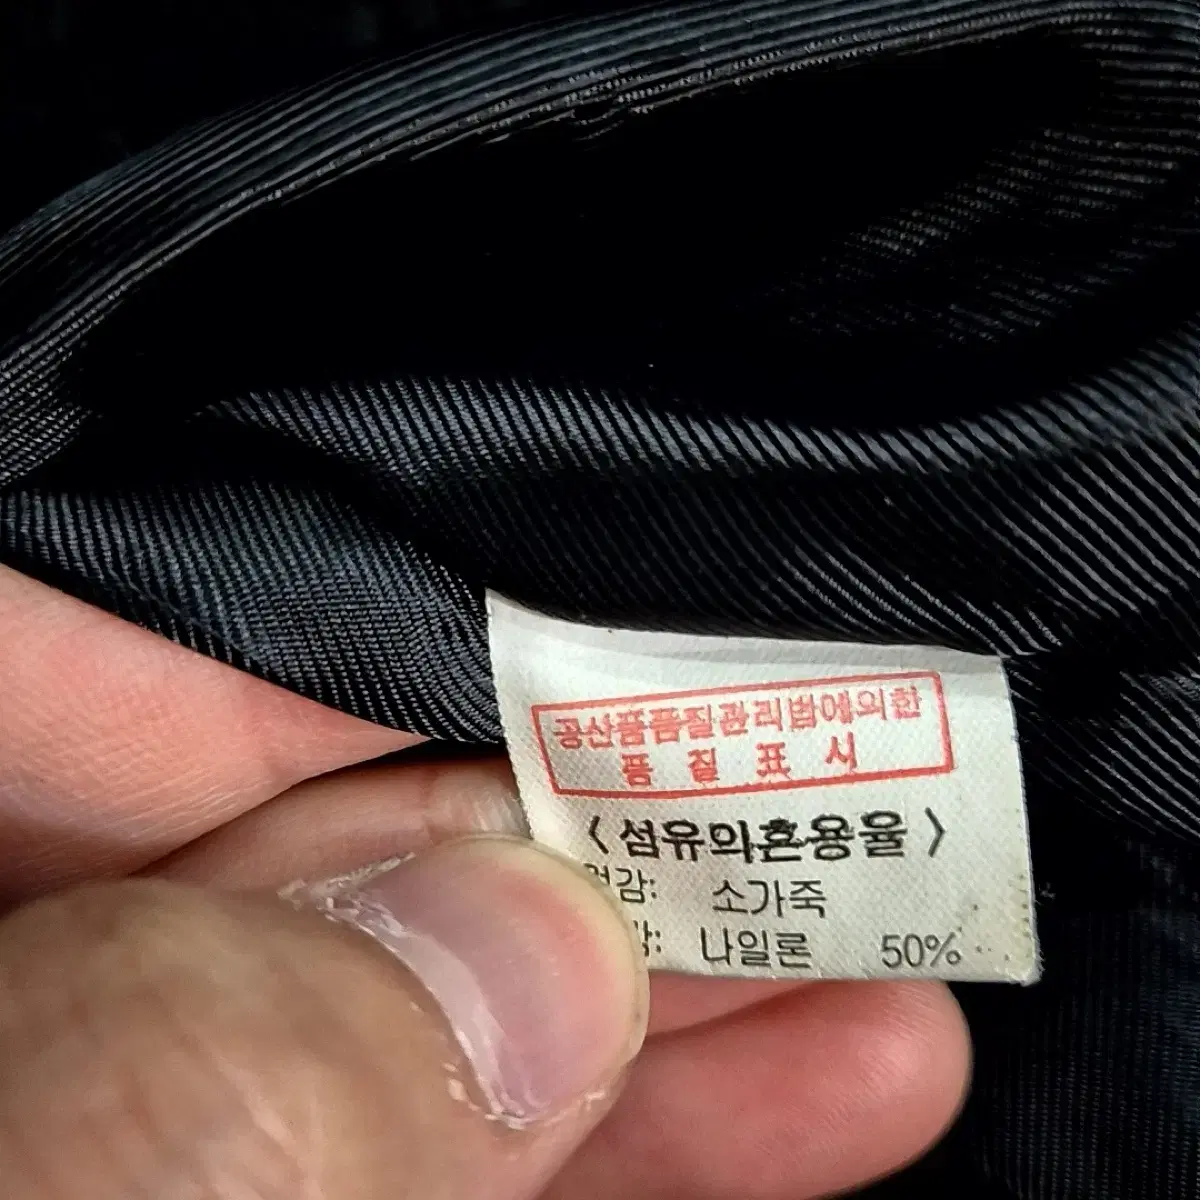 공산품품질관리법에의한
품 질 표 시
〈섬유의혼용율〉
소가죽
나일론 50%